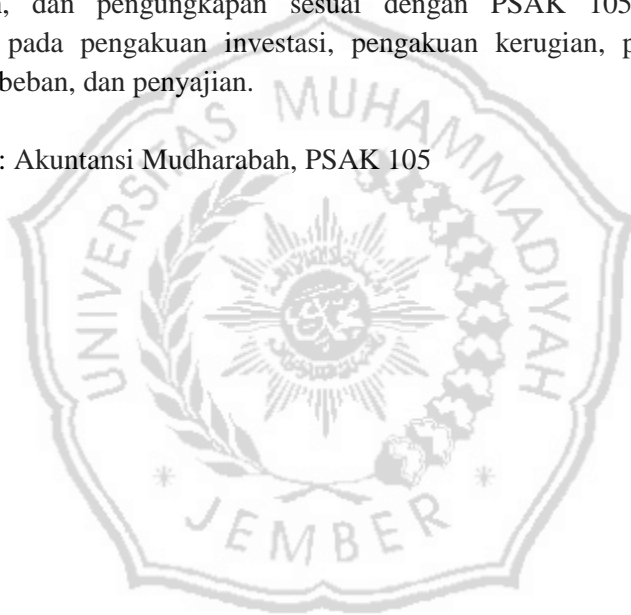 n, dan pengungkapan sesuai dengan PSAK 105
pada pengakuan investasi, pengakuan kerugian, p
beban, dan penyajian.
: Akuntansi Mudharabah, PSAK 105
UNIVERSITAS MUHAMMADIYAH
JEMBER